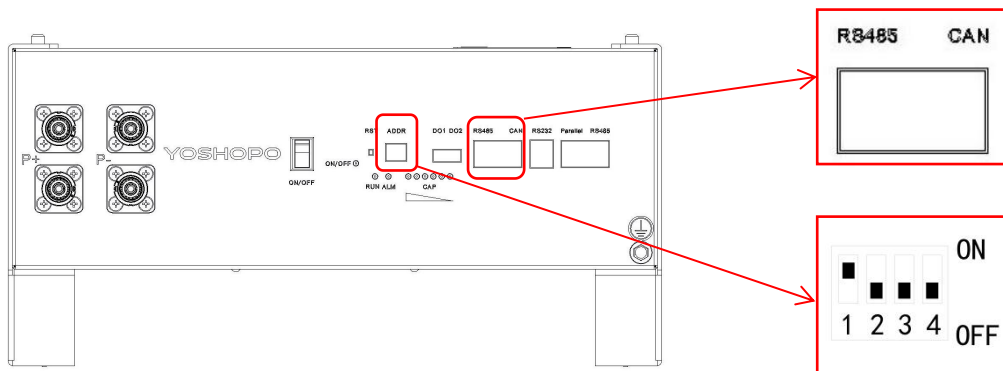 RS485 CAN
RST ADDR DO1 DO2 RS485 CAN RS232 Parallel RS485
P+ P- YOSHOPO
ON/OFF
ON/OFF
RUN ALM CAP
ON
1 2 3 4
OFF